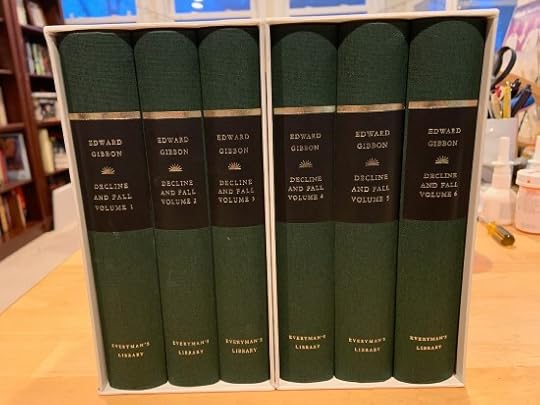 EDWARD
GIBBON
DECLINE
AND FALL
VOLUME 1
EVERYMAN'S
LIBRARY
EDWARD
GIBBON
DECLINE
AND FALL
VOLUME 2
EVERYMAN'S
LIBRARY
EDWARD
GIBBON
DECLINE
AND FALL
VOLUME 3
EVERYMAN'S
LIBRARY
EDWARD
GIBBON
DECLINE
AND FALL
VOLUME 4
EVERYMAN'S
LIBRARY
EDWARD
GIBBON
DECLINE
AND FALL
VOLUME 5
EVERYMAN'S
LIBRARY
EDWARD
GIBBON
DECLINE
AND FALL
VOLUME 6
EVERYMAN'S
LIBRARY